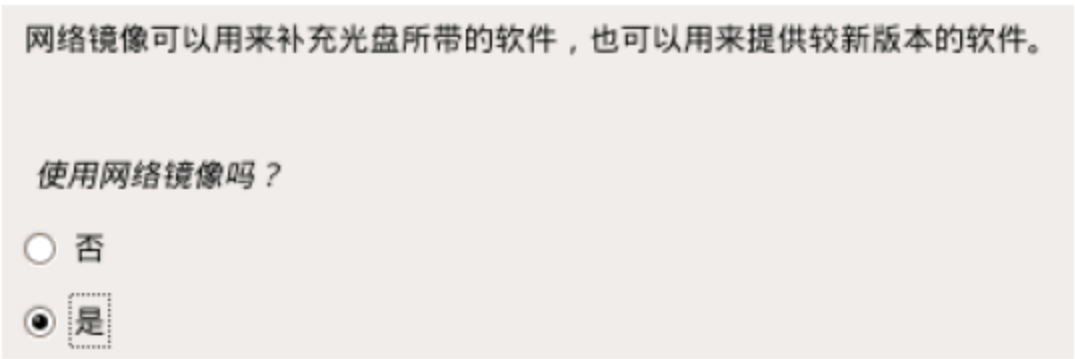 网络镜像可以用来补充光盘所带的软件，也可以用来提供较新版本的软件。
使用网络镜像吗？
否
是